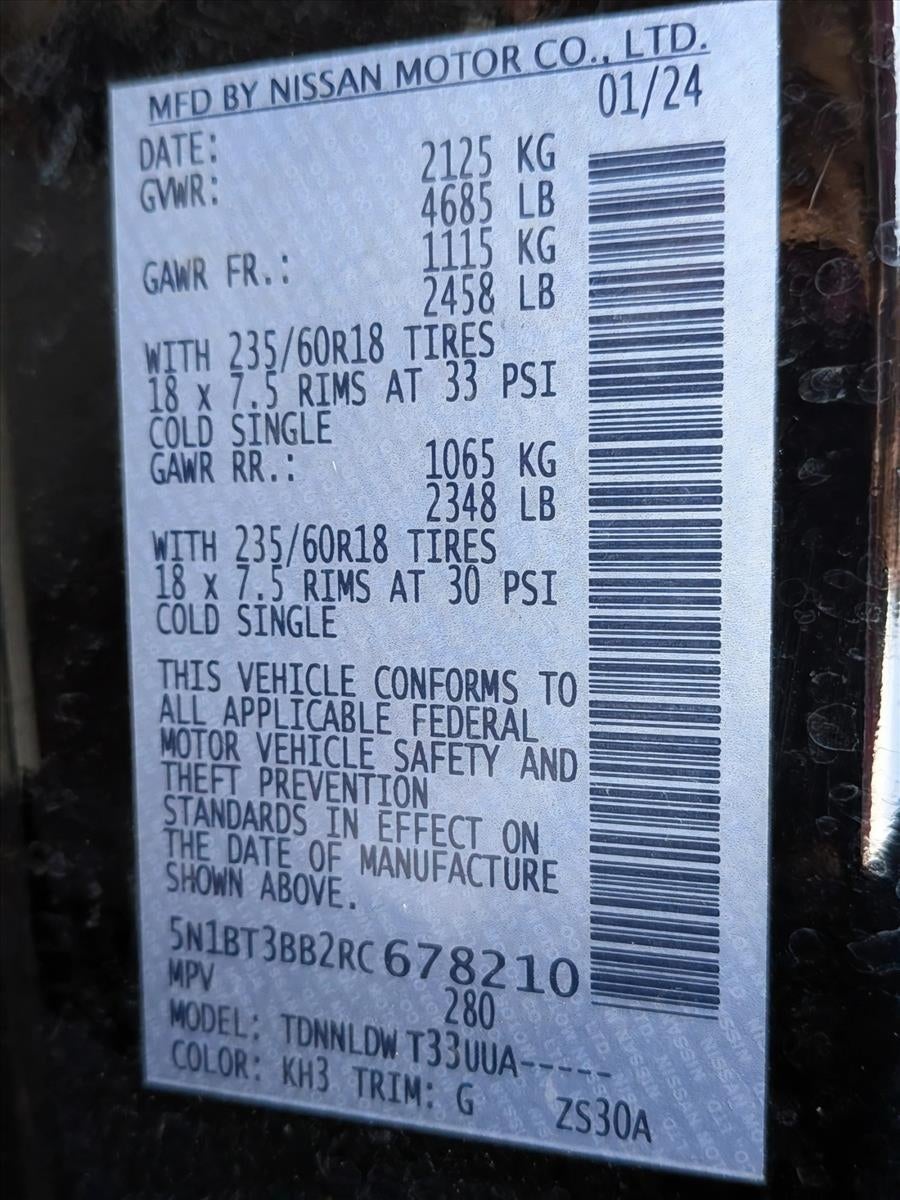 MFD BY NISSAN MOTOR CO., LTD.
DATE: 01/24
GVWR: 2125 KG
4685 LB
GAWR FR.: 1115 KG
2458 LB
WITH 235/60R18 TIRES
18 x 7.5 RIMS AT 33 PSI
COLD SINGLE
GAWR RR.: 1065 KG
2348 LB
WITH 235/60R18 TIRES
18 x 7.5 RIMS AT 30 PSI
COLD SINGLE
THIS VEHICLE CONFORMS TO
ALL APPLICABLE FEDERAL
MOTOR VEHICLE SAFETY AND
THEFT PREVENTION
STANDARDS IN EFFECT ON
THE DATE OF MANUFACTURE
SHOWN ABOVE.
5N1BT3BB2RC678210
MPV 280
MODEL: TDNNLDW T33UUA-----
COLOR: KH3 TRIM: G ZS30A